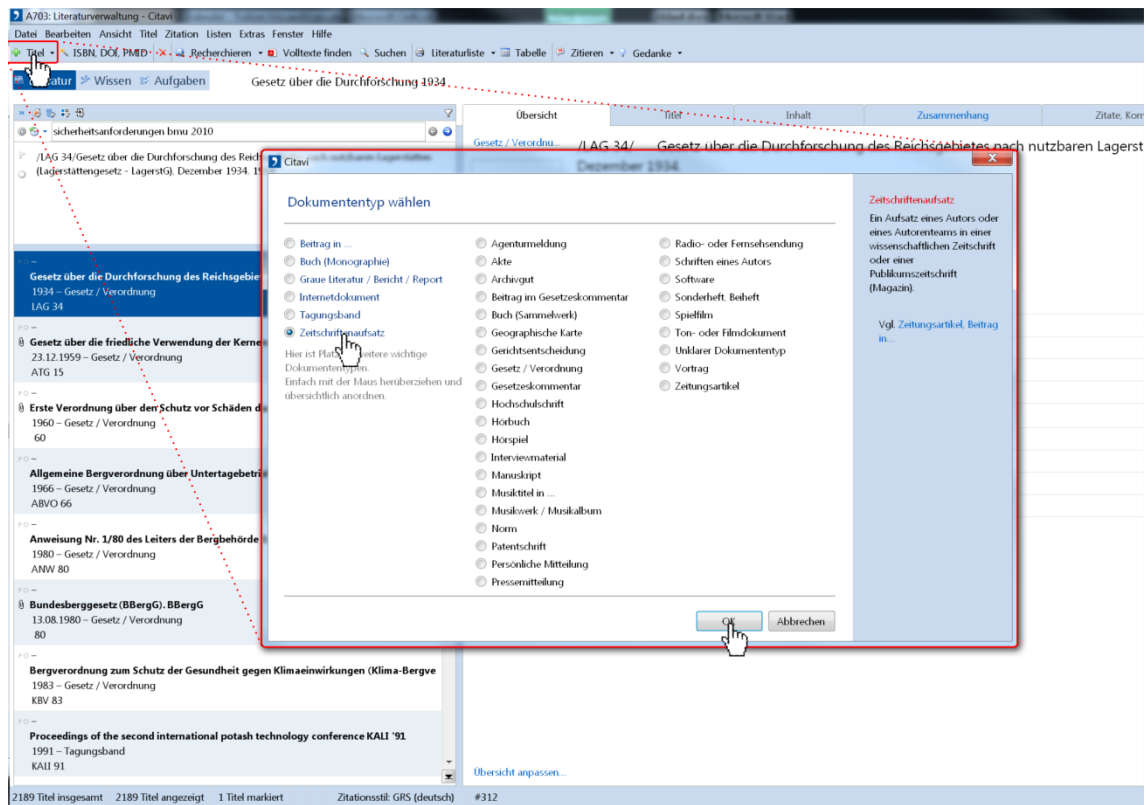 A703: Literaturverwaltung - Citavi
Datei Bearbeiten Ansicht Titel Zitation Listen Extras Fenster Hilfe
Titel ISBN, DOI, PMID Recherchieren Volltexte finden Suchen Literaturliste Tabelle Zitieren Gedanke
Wissen Aufgaben Gesetz über die Durchforschung 1934
sicherheitsanforderungen bmu 2010
/LAG 34/Gesetz über die Durchforschung des Reich
(Lagerstättengesetz - LagerstG). Dezember 1934. 1
Gesetz über die Durchforschung des Reichsgebie
1934 – Gesetz / Verordnung
LAG 34
Gesetz über die friedliche Verwendung der Kerne
23.12.1959 – Gesetz / Verordnung
ATG 15
Erste Verordnung über den Schutz vor Schäden d
1960 – Gesetz / Verordnung
60
Allgemeine Bergverordnung über Untertagebetri
1966 – Gesetz / Verordnung
ABVO 66
Anweisung Nr. 1/80 des Leiters der Bergbehörde
1980 – Gesetz / Verordnung
ANW 80
Bundesberggesetz (BBergG). BBergG
13.08.1980 – Gesetz / Verordnung
80
Bergverordnung zum Schutz der Gesundheit gegen Klimaeinwirkungen (Klima-Bergve
1983 – Gesetz / Verordnung
KBV 83
Proceedings of the second international potash technology conference KALI '91
1991 – Tagungsband
KALI 91
Übersicht Titel Inhalt Zusammenhang Zitate, Kom
Gesetz / Verordnu... /LAG 34/ Gesetz über die Durchforschung des Reichsgebietes nach nutzbaren Lagerst
Dezember 1934.
Citavi
Dokumententyp wählen
Beitrag in ...
Buch (Monographie)
Graue Literatur / Bericht / Report
Internetdokument
Tagungsband
Zeitschriftenaufsatz
Hier ist Platz weitere wichtige
Dokumententypen.
Einfach mit der Maus herüberziehen und
übersichtlich anordnen.
Agenturmeldung
Akte
Archivgut
Beitrag im Gesetzeskommentar
Buch (Sammelwerk)
Geographische Karte
Gerichtsentscheidung
Gesetz / Verordnung
Gesetzeskommentar
Hochschulschrift
Hörbuch
Hörspiel
Interviewmaterial
Manuskript
Musiktitel in ...
Musikwerk / Musikalbum
Norm
Patentschrift
Persönliche Mitteilung
Pressemitteilung
Radio- oder Fernsehsendung
Schriften eines Autors
Software
Sonderheft, Beiheft
Spielfilm
Ton- oder Filmdokument
Unklarer Dokumententyp
Vortrag
Zeitungsartikel
Zeitschriftenaufsatz
Ein Aufsatz eines Autors oder
eines Autorenteams in einer
wissenschaftlichen Zeitschrift
oder einer
Publikumszeitschrift
(Magazin).
Vgl. Zeitungsartikel, Beitrag
in...
OK Abbrechen
Übersicht anpassen...
2189 Titel insgesamt 2189 Titel angezeigt 1 Titel markiert Zitationsstil: GRS (deutsch) #312